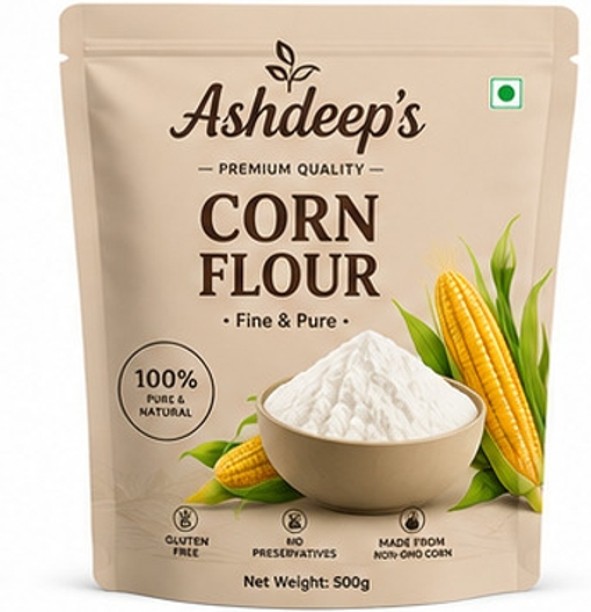 Ashdeep's
— PREMIUM QUALITY —
CORN
FLOUR
• Fine & Pure •
100%
PURE &
NATURAL
GLUTEN
FREE
NO
PRESERVATIVES
MADE FROM
NON-GMO CORN
Net Weight: 500g